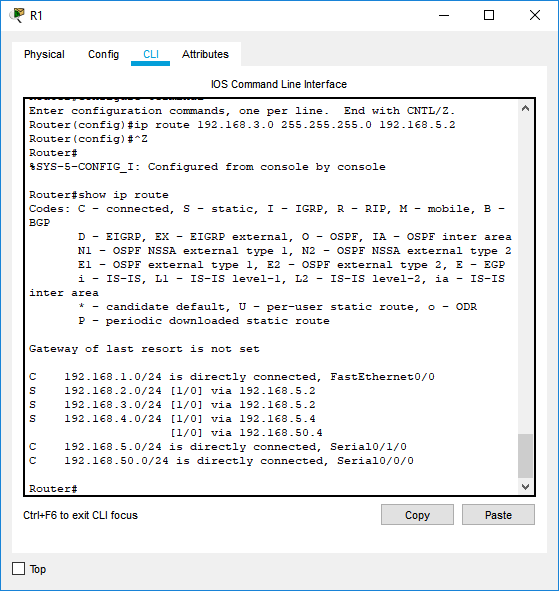 R1
Physical Config CLI Attributes
IOS Command Line Interface
Enter configuration commands, one per line.  End with CNTL/Z.
Router(config)#ip route 192.168.3.0 255.255.255.0 192.168.5.2
Router(config)#^Z
Router#
%SYS-5-CONFIG_I: Configured from console by console

Router#show ip route
Codes: C - connected, S - static, I - IGRP, R - RIP, M - mobile, B -
BGP
       D - EIGRP, EX - EIGRP external, O - OSPF, IA - OSPF inter area
       N1 - OSPF NSSA external type 1, N2 - OSPF NSSA external type 2
       E1 - OSPF external type 1, E2 - OSPF external type 2, E - EGP
       i - IS-IS, L1 - IS-IS level-1, L2 - IS-IS level-2, ia - IS-IS
inter area
       * - candidate default, U - per-user static route, o - ODR
       P - periodic downloaded static route

Gateway of last resort is not set

C    192.168.1.0/24 is directly connected, FastEthernet0/0
S    192.168.2.0/24 [1/0] via 192.168.5.2
S    192.168.3.0/24 [1/0] via 192.168.5.2
S    192.168.4.0/24 [1/0] via 192.168.5.4
                    [1/0] via 192.168.50.4
C    192.168.5.0/24 is directly connected, Serial0/1/0
C    192.168.50.0/24 is directly connected, Serial0/0/0

Router#
Ctrl+F6 to exit CLI focus Copy Paste
Top